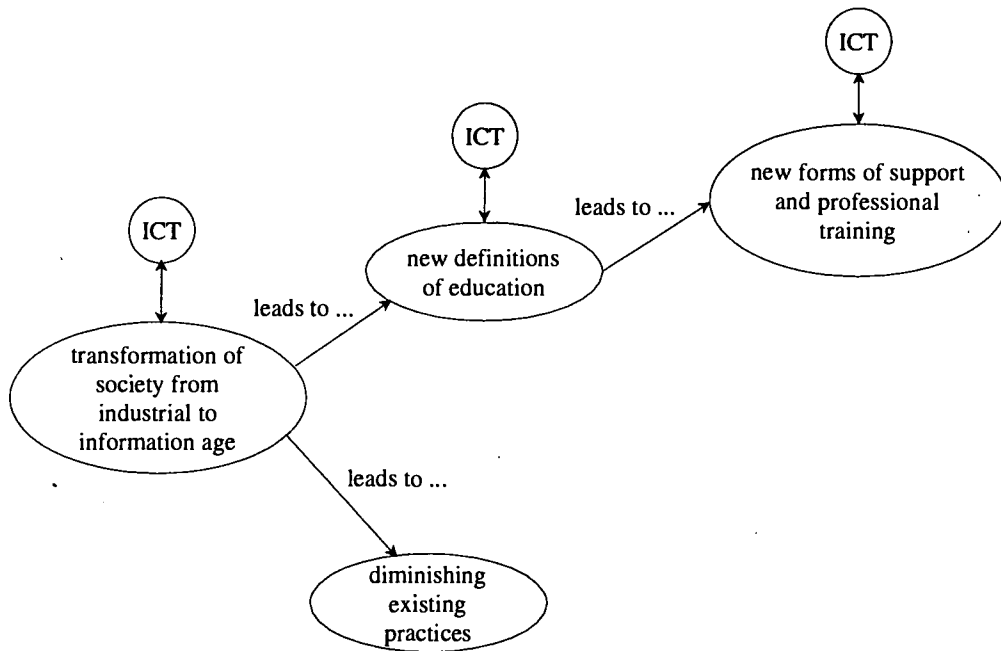 ICT
ICT
new forms of support
and professional
training
leads to ...
ICT
new definitions
of education
leads to ...
transformation of
society from
industrial to
information age
leads to ...
diminishing
existing
practices